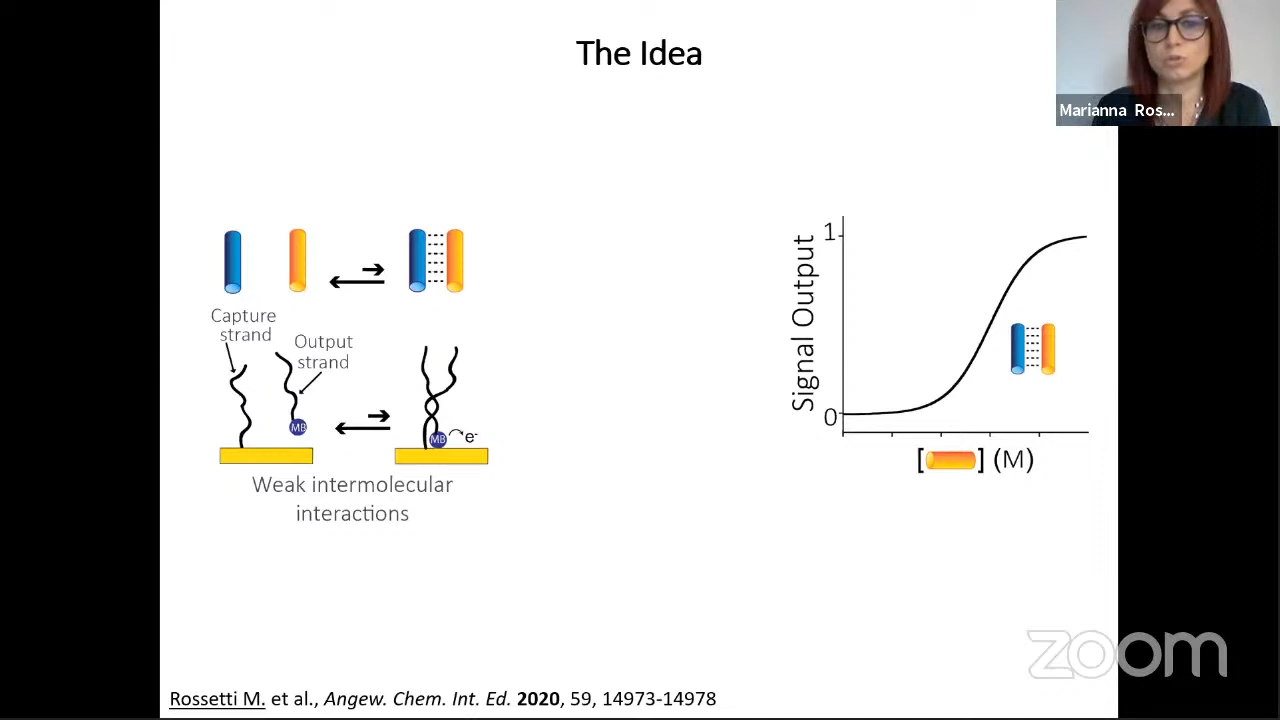 The Idea
Marianna Ros...
Capture
strand
Output
strand
MB
MB
e-
Weak intermolecular
interactions
Signal Output
1
0
[ ] (M)
zoom
Rossetti M. et al., Angew. Chem. Int. Ed. 2020, 59, 14973-14978